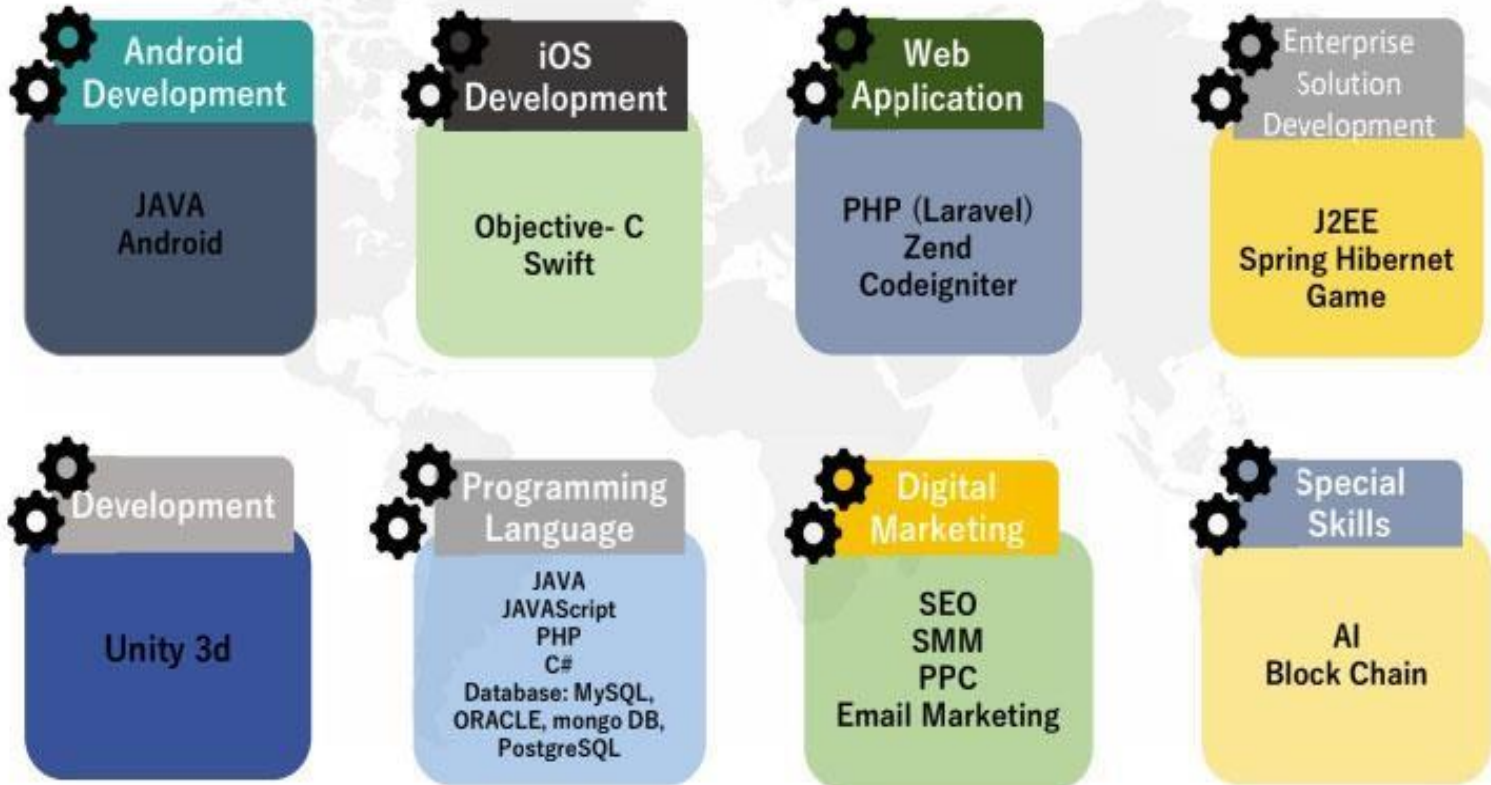 Android
Development
JAVA
Android
iOS
Development
Objective- C
Swift
Web
Application
PHP (Laravel)
Zend
Codeigniter
Enterprise
Solution
Development
J2EE
Spring Hibernet
Game
Development
Unity 3d
Programming
Language
JAVA
JAVAScript
PHP
C#
Database: MySQL,
ORACLE, mongo DB,
PostgreSQL
Digital
Marketing
SEO
SMM
PPC
Email Marketing
Special
Skills
AI
Block Chain